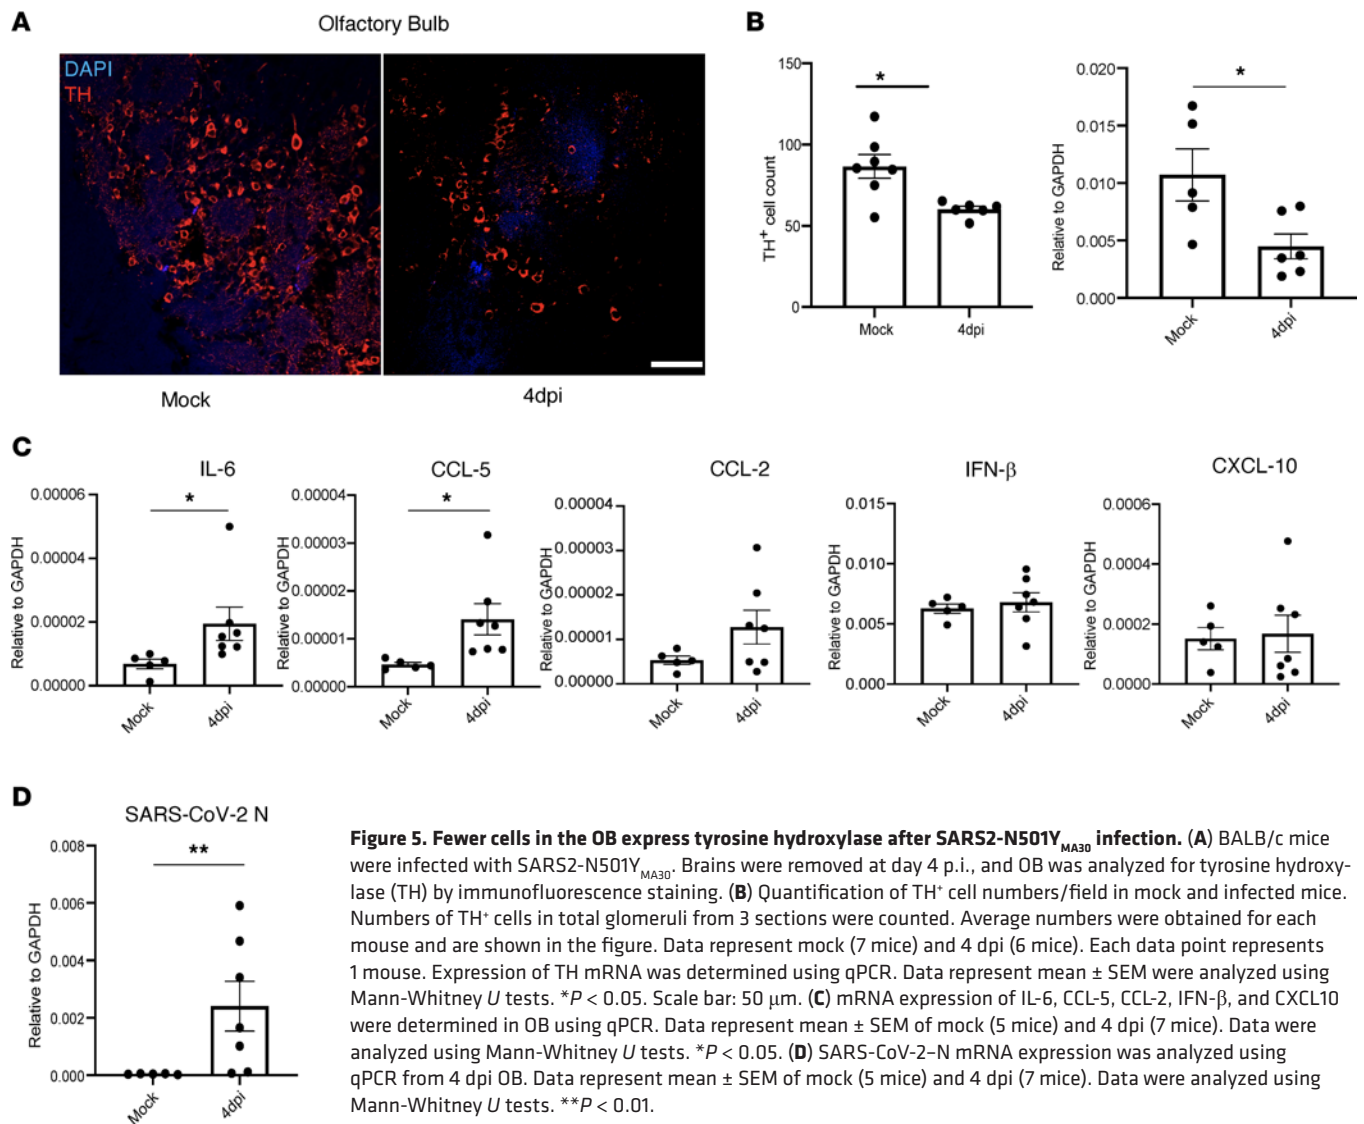 A
Olfactory Bulb
DAPI
TH
Mock
4dpi
B
150
100
50
0
TH+ cell count
*
Mock
4dpi
0.020
0.015
0.010
0.005
0.000
Relative to GAPDH
*
Mock
4dpi
C
IL-6
0.00006
0.00004
0.00002
0.00000
Relative to GAPDH
*
Mock
4dpi
CCL-5
0.00004
0.00003
0.00002
0.00001
0.00000
Relative to GAPDH
*
Mock
4dpi
CCL-2
0.00004
0.00003
0.00002
0.00001
0.00000
Relative to GAPDH
Mock
4dpi
IFN-β
0.015
0.010
0.005
0.000
Relative to GAPDH
Mock
4dpi
CXCL-10
0.0006
0.0004
0.0002
0.0000
Relative to GAPDH
Mock
4dpi
D
SARS-CoV-2 N
0.008
0.006
0.004
0.002
0.000
Relative to GAPDH
**
Mock
4dpi
Figure 5. Fewer cells in the OB express tyrosine hydroxylase after SARS2-N501Y MA30 infection. (A) BALB/c mice
were infected with SARS2-N501Y MA30. Brains were removed at day 4 p.i., and OB was analyzed for tyrosine hydroxy-
lase (TH) by immunofluorescence staining. (B) Quantification of TH+ cell numbers/field in mock and infected mice.
Numbers of TH+ cells in total glomeruli from 3 sections were counted. Average numbers were obtained for each
mouse and are shown in the figure. Data represent mock (7 mice) and 4 dpi (6 mice). Each data point represents
1 mouse. Expression of TH mRNA was determined using qPCR. Data represent mean ± SEM were analyzed using
Mann-Whitney U tests. *P < 0.05. Scale bar: 50 μm. (C) mRNA expression of IL-6, CCL-5, CCL-2, IFN-β, and CXCL10
were determined in OB using qPCR. Data represent mean ± SEM of mock (5 mice) and 4 dpi (7 mice). Data were
analyzed using Mann-Whitney U tests. *P < 0.05. (D) SARS-CoV-2–N mRNA expression was analyzed using
qPCR from 4 dpi OB. Data represent mean ± SEM of mock (5 mice) and 4 dpi (7 mice). Data were analyzed using
Mann-Whitney U tests. **P < 0.01.